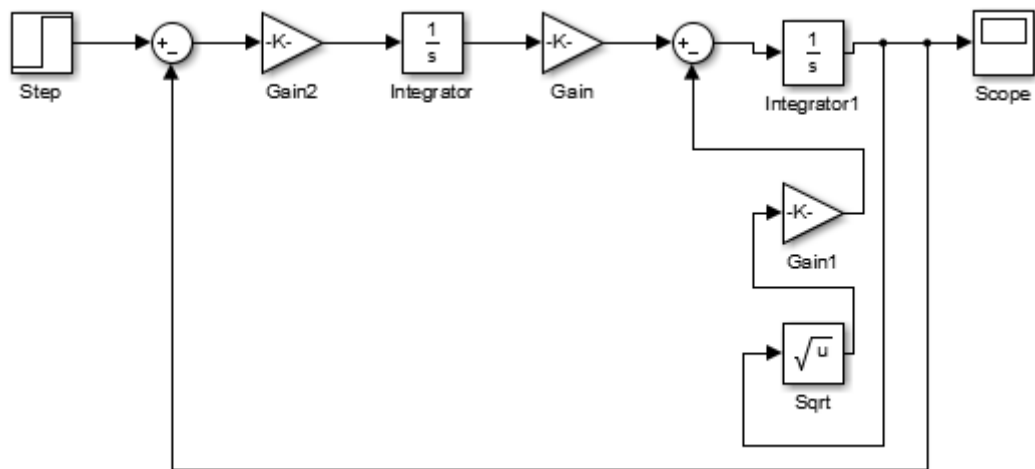 +
-
-K-
1
s
-K-
+
-
1
s
Step
Gain2
Integrator
Gain
Integrator1
Scope
-K-
Gain1
√u
Sqrt